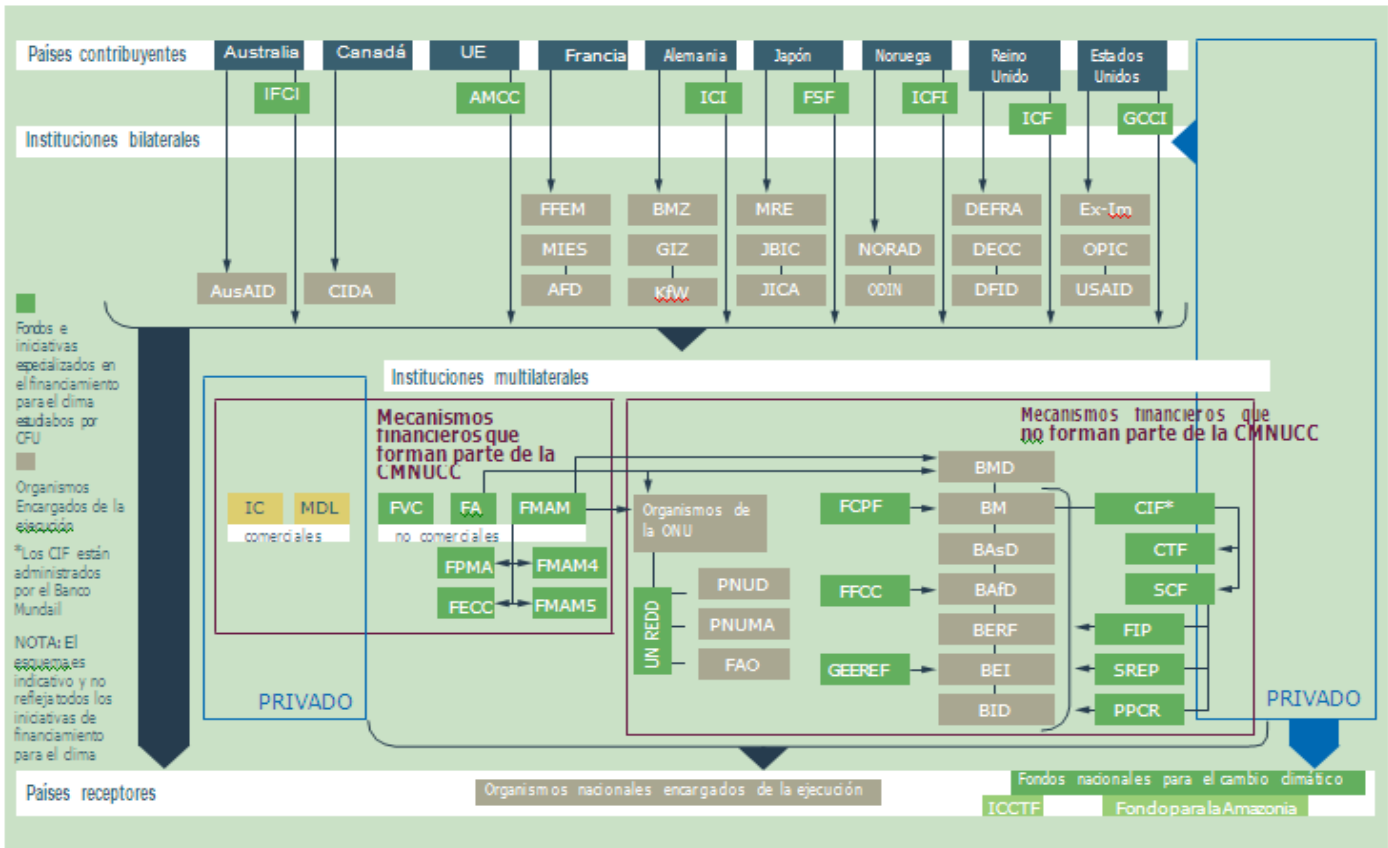 Países contribuyentes
Australia
Canadá
UE
Francia
Alemania
Japón
Noruega
Reino
Unido
Estados
Unidos
IFCI
AMCC
ICI
FSF
ICFI
ICF
GCCI
Instituciones bilaterales
FFEM
BMZ
MRE
DEFRA
Ex-Im
MIES
GIZ
JBIC
NORAD
DECC
OPIC
AusAID
CIDA
AFD
KfW
JICA
ODIN
DFID
USAID
Fondos e
iniciativas
especializados en
el financiamiento
para el clima
estudiabos por
CFU
Organismos
Encargados de la
ejecución
*Los CIF están
administrados
por el Banco
Mundail
NOTA: El
esquema es
indicativo y no
refleja todos los
iniciativas de
financiamiento
para el clima
Instituciones multilaterales
Mecanismos
financieros que
forman parte de la
CMNUCC
Mecanismos financieros que
no forman parte de la CMNUCC
IC
MDL
comerciales
FVC
FA
FMAM
no comerciales
FPMA
FMAM4
FECC
FMAM5
PRIVADO
Organismos de
la ONU
UN REDD
PNUD
PNUMA
FAO
FCPF
FFCC
GEEREF
BMD
BM
BAsD
BAfD
BERF
BEI
BID
CIF*
CTF
SCF
FIP
SREP
PPCR
PRIVADO
Países receptores
Organismos nacionales encargados de la ejecución
Fondos nacionales para el cambio climático
ICCTF
Fondo para la Amazonia